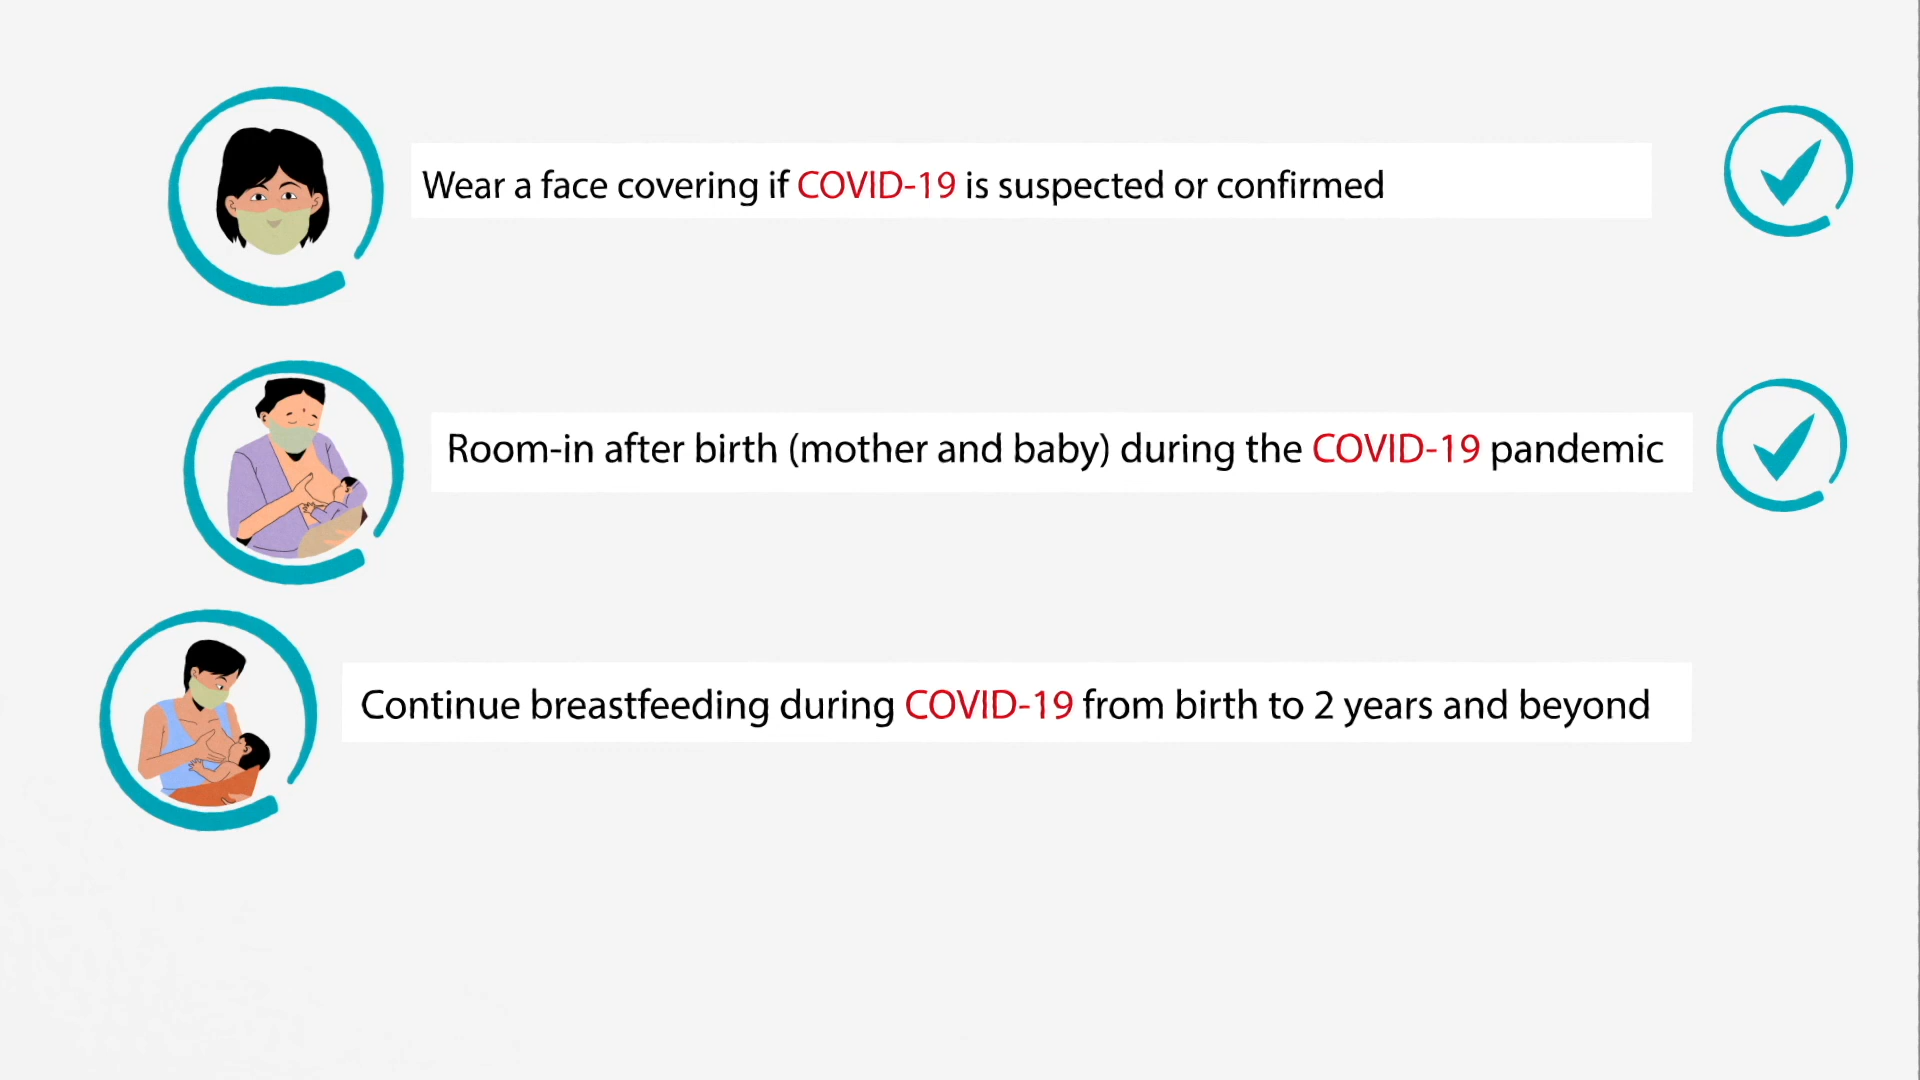 Wear a face covering if COVID-19 is suspected or confirmed
Room-in after birth (mother and baby) during the COVID-19 pandemic
Continue breastfeeding during COVID-19 from birth to 2 years and beyond